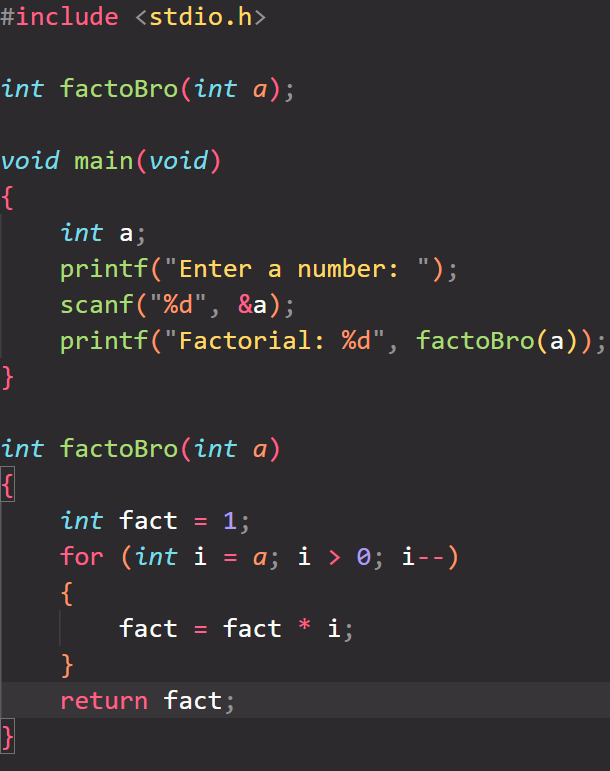 #include <stdio.h>
int factoBro(int a);
void main(void)
{
    int a;
    printf("Enter a number: ");
    scanf("%d", &a);
    printf("Factorial: %d", factoBro(a));
}
int factoBro(int a)
{
    int fact = 1;
    for (int i = a; i > 0; i--)
    {
        fact = fact * i;
    }
    return fact;
}